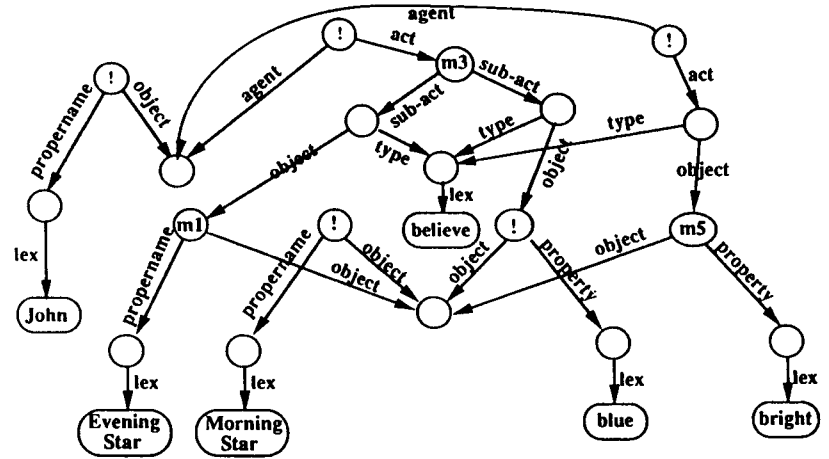 agent
!
act
!
m3
sub-act
act
!
object
agent
propername
sub-act
type
type
type
object
object
object
lex
believe
m1
!
!
m5
lex
propername
object
propername
object
object
property
object
property
John
lex
lex
lex
lex
Evening
Star
Morning
Star
blue
bright